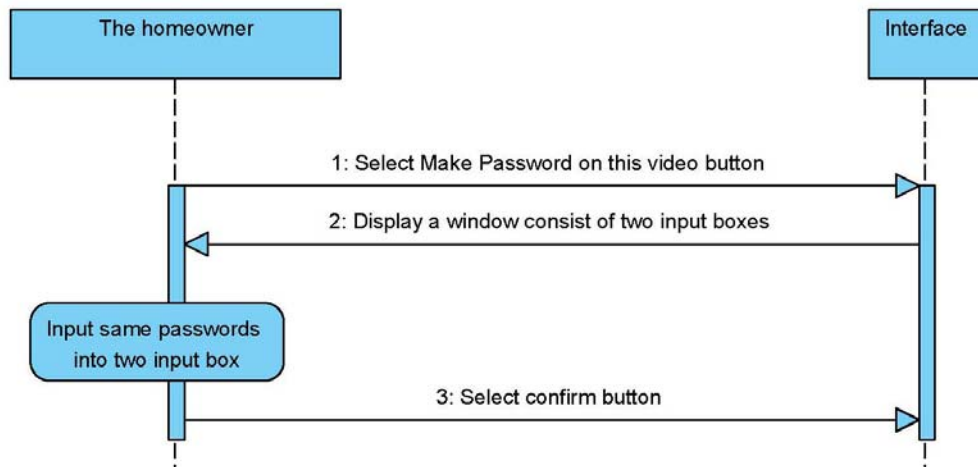 The homeowner
Interface
1: Select Make Password on this video button
2: Display a window consist of two input boxes
Input same passwords
into two input box
3: Select confirm button